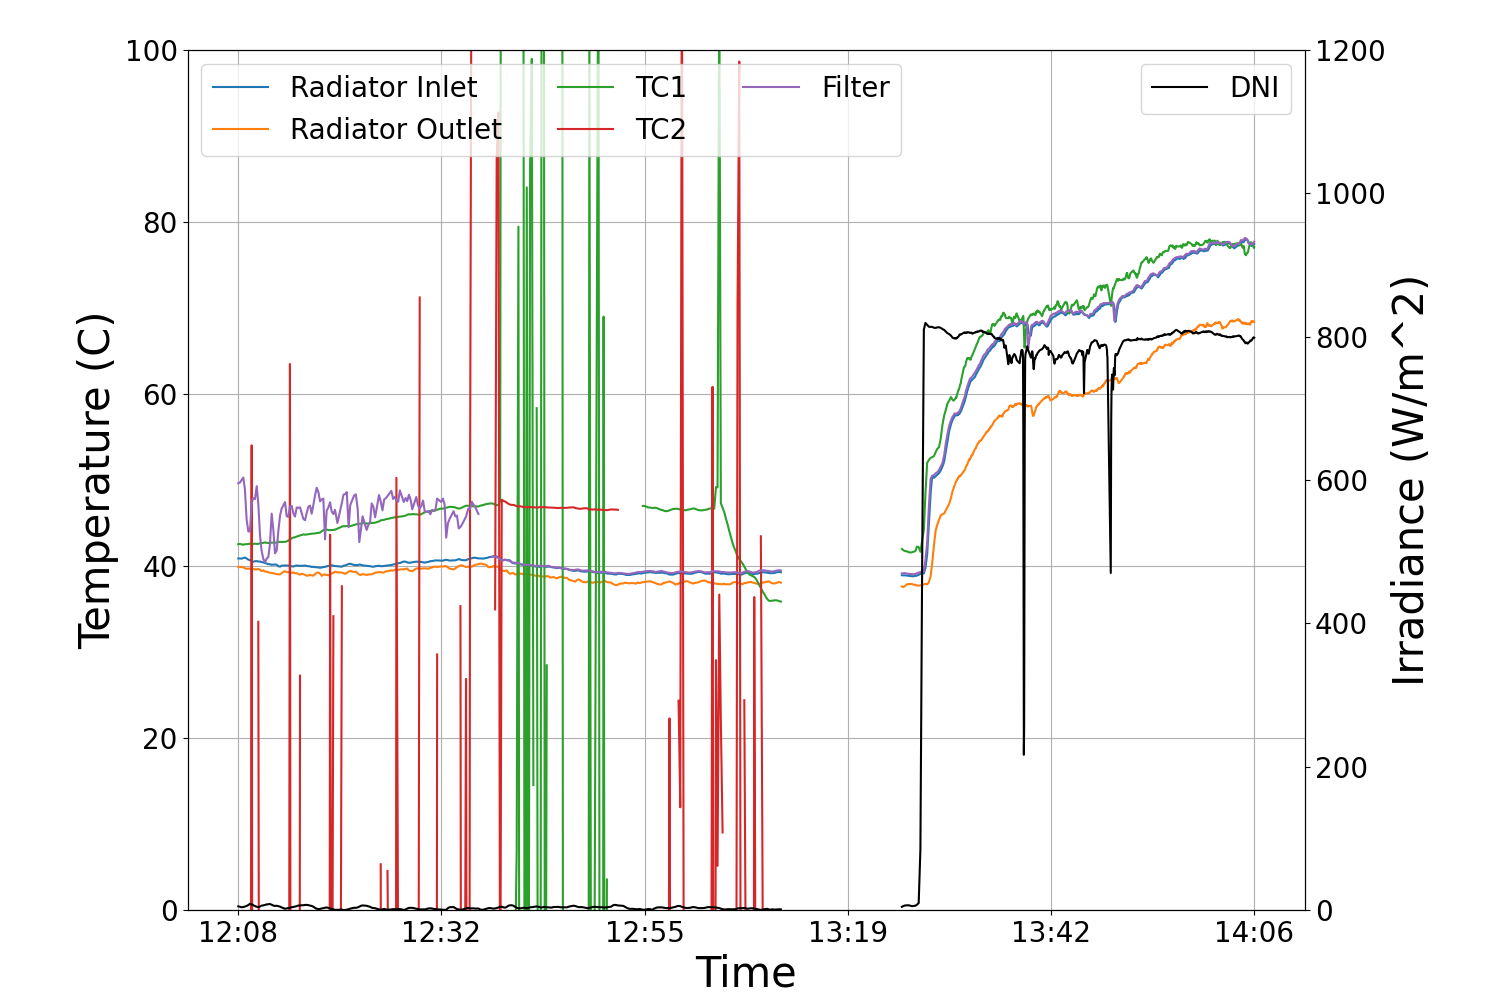 Radiator Inlet
Radiator Outlet
TC1
TC2
Filter
DNI
Temperature (C)
100
80
60
40
20
0
1200
1000
800
600
400
200
0
Irradiance (W/m^2)
12:08 12:32 12:55 13:19 13:42 14:06
Time